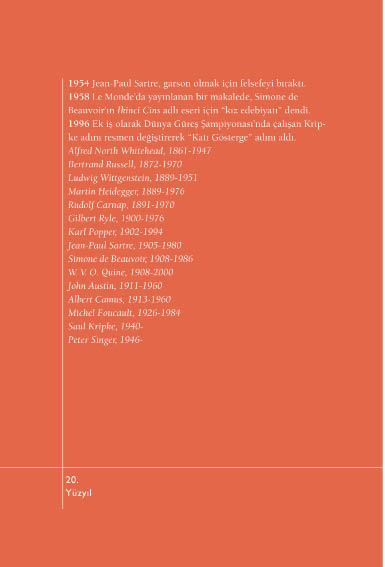 1954 Jean-Paul Sartre, garson olmak için felsefeyi bıraktı.
1958 Le Monde'da yayınlanan bir makalede, Simone de
Beauvoir'ın İkinci Cins adlı eseri için “kız edebiyatı” dendi.
1996 Ek iş olarak Dünya Güreş Şampiyonası'nda çalışan Krip-
ke adını resmen değiştirerek “Katı Gösterge” adını aldı.
Alfred North Whitehead, 1861-1947
Bertrand Russell, 1872-1970
Ludwig Wittgenstein, 1889-1951
Martin Heidegger, 1889-1976
Rudolf Carnap, 1891-1970
Gilbert Ryle, 1900-1976
Karl Popper, 1902-1994
Jean-Paul Sartre, 1905-1980
Simone de Beauvoir, 1908-1986
W. V. O. Quine, 1908-2000
John Austin, 1911-1960
Albert Camus, 1913-1960
Michel Foucault, 1926-1984
Saul Kripke, 1940-
Peter Singer, 1946-
20.
Yüzyıl